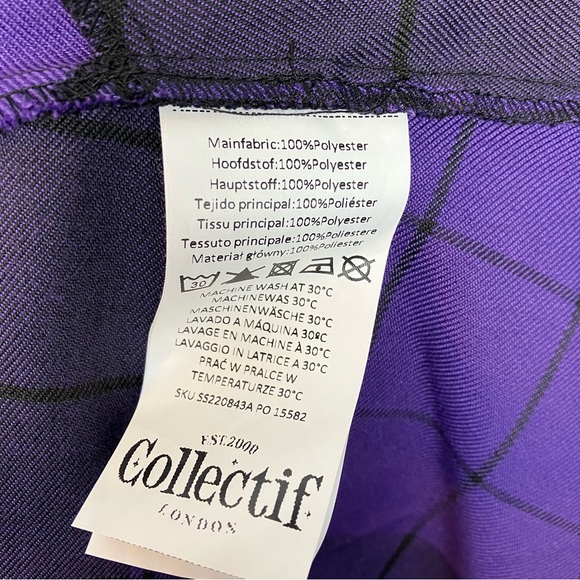 Mainfabric:100%Polyester
Hoofdstof:100%Polyester
Hauptstoff:100%Polyester
Tejido principal:100%Poliéster
Tissu principal:100%Polyester
Tessuto principale:100%Poliestere
Materiał główny:100%Polyester
30
MACHINE WASH AT 30°C
MACHINEWAS 30°C
MASCHINENWÄSCHE 30°C
LAVADO A MÁQUINA 30ºC
LAVAGE EN MACHINE À 30°C
LAVAGGIO IN LATRICE A 30°C
PRAĆ W PRALCE W
TEMPERATURZE 30°C
SKU SS220843A PO 15582
EST.2000
Collectif
LONDON